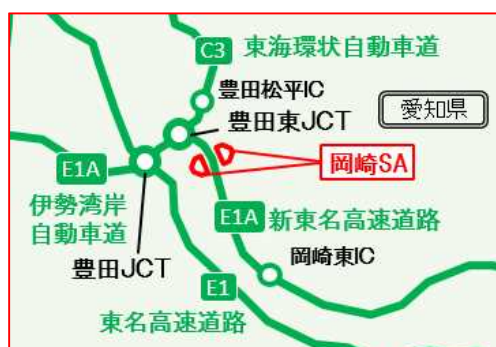 C3
東海環状自動車道
豊田松平IC
豊田東JCT
愛知県
岡崎SA
E1A
伊勢湾岸
自動車道
E1A
新東名高速道路
豊田JCT
岡崎東IC
E1
東名高速道路